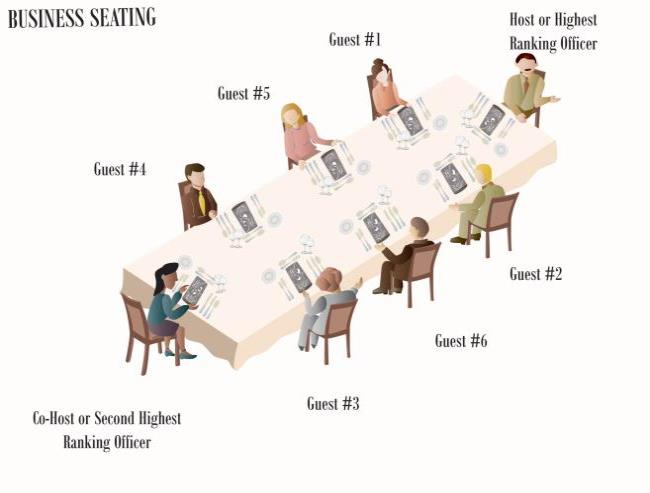 BUSINESS SEATING
Host or Highest
Ranking Officer
Guest #1
Guest #5
Guest #4
Guest #2
Guest #6
Guest #3
Co-Host or Second Highest
Ranking Officer